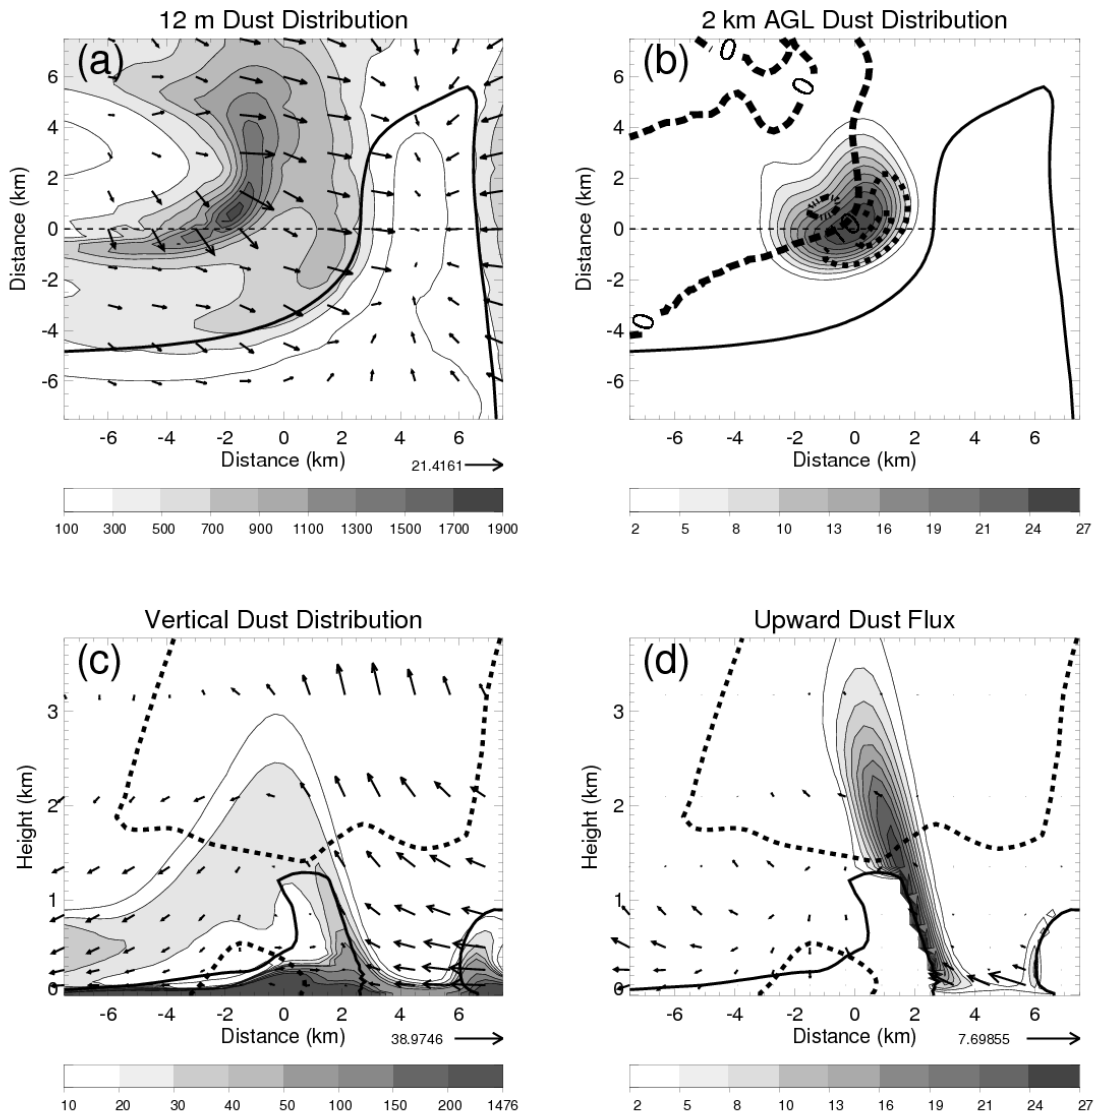 12 m Dust Distribution
2 km AGL Dust Distribution
(a)
(b)
0
0
0
0
6
4
2
0
-2
-4
-6
Distance (km)
6
4
2
0
-2
-4
-6
Distance (km)
-6 -4 -2 0 2 4 6
-6 -4 -2 0 2 4 6
Distance (km)
Distance (km)
21.4161
100 300 500 700 900 1100 1300 1500 1700 1900
2 5 8 10 13 16 19 21 24 27
Vertical Dust Distribution
Upward Dust Flux
(c)
(d)
3
2
1
0
Height (km)
3
2
1
0
Height (km)
-6 -4 -2 0 2 4 6
-6 -4 -2 0 2 4 6
Distance (km)
Distance (km)
38.9746
7.69855
10 20 30 40 50 100 150 200 1476
2 5 8 10 13 16 19 21 24 27